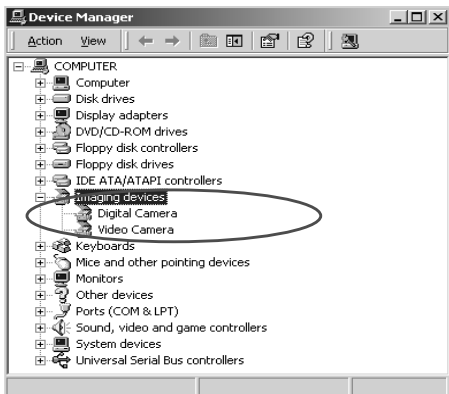 Device Manager
Action View
COMPUTER
Computer
Disk drives
Display adapters
DVD/CD-ROM drives
Floppy disk controllers
Floppy disk drives
IDE ATA/ATAPI controllers
Imaging devices
Digital Camera
Video Camera
Keyboards
Mice and other pointing devices
Monitors
Other devices
Ports (COM & LPT)
Sound, video and game controllers
System devices
Universal Serial Bus controllers